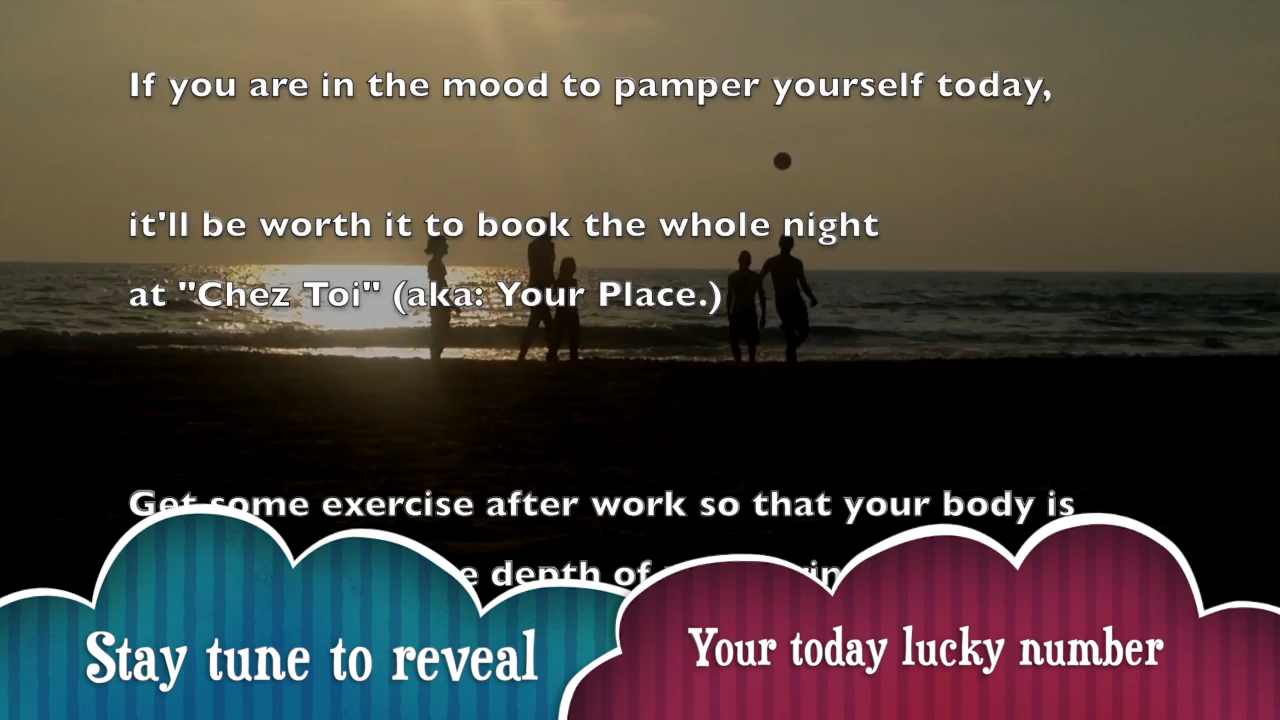 If you are in the mood to pamper yourself today,
it'll be worth it to book the whole night
at "Chez Toi" (aka: Your Place.)
Get some exercise after work so that your body is
depth of
Stay tune to reveal
Your today lucky number